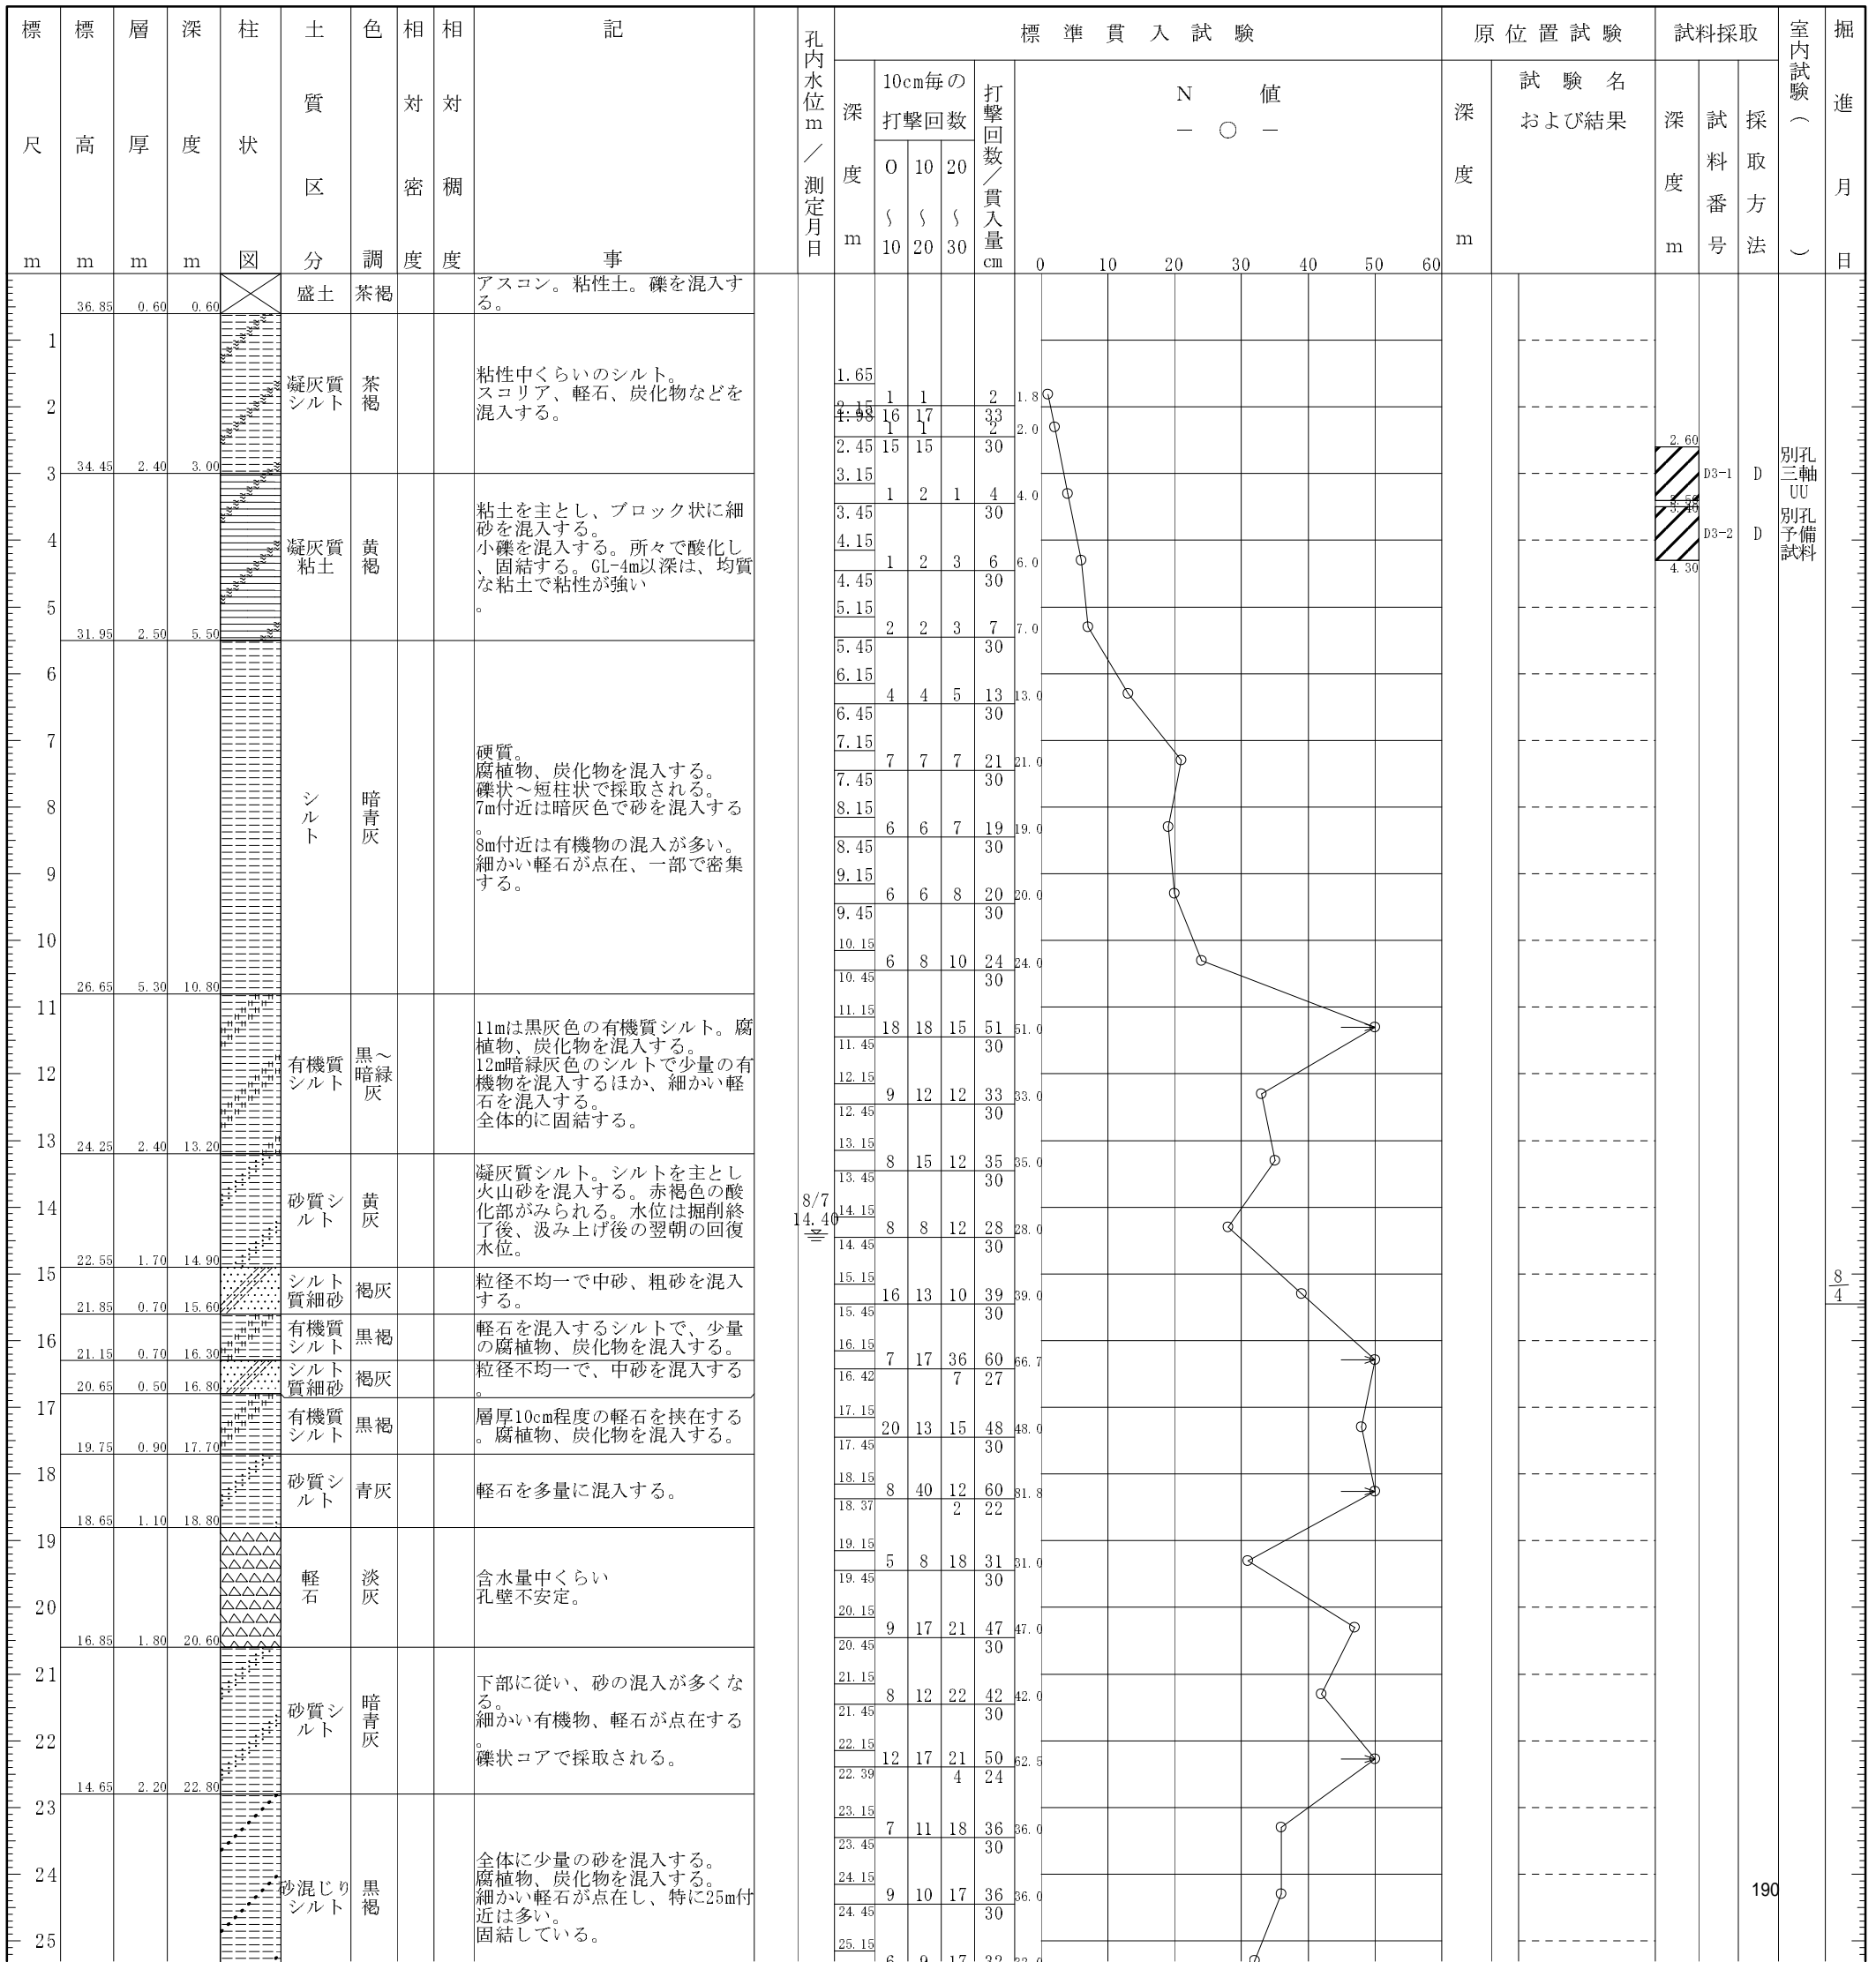 標尺 m
標高 m
層厚 m
深度 m
柱状図
土質区分
色調
相対密度
相対稠度
記事
孔内水位m／測定月日
標準貫入試験
深度 m
10cm毎の
打撃回数
0 10 20
～ ～ ～
10 20 30
打撃回数／貫入量 cm
N 値
－○－
0 10 20 30 40 50 60
原位置試験
深度 m
試験名
および結果
試料採取
深度 m
試料番号
採取方法
室内試験（ ）
掘進月日
36.85 0.60 0.60
盛土
茶褐
アスコン。粘性土。礫を混入す
る。
1
2
3
34.45 2.40 3.00
凝灰質
シルト
茶褐
粘性中くらいのシルト。
スコリア、軽石、炭化物などを
混入する。
4
5
31.95 2.50 5.50
凝灰質
粘土
黄褐
粘土を主とし、ブロック状に細
砂を混入する。
小礫を混入する。所々で酸化し
、固結する。GL-4m以深は、均質
な粘土で粘性が強い
。
6
7
8
9
10
26.65 5.30 10.80
シルト
暗青灰
硬質。
腐植物、炭化物を混入する。
礫状～短柱状で採取される。
7m付近は暗灰色で砂を混入する
。
8m付近は有機物の混入が多い。
細かい軽石が点在、一部で密集
する。
11
12
13
24.25 2.40 13.20
有機質
シルト
黒～
暗緑
灰
11mは黒灰色の有機質シルト。腐
植物、炭化物を混入する。
12m暗緑灰色のシルトで少量の有
機物を混入するほか、細かい軽
石を混入する。
全体的に固結する。
14
22.55 1.70 14.90
砂質シ
ルト
黄灰
凝灰質シルト。シルトを主とし
火山砂を混入する。赤褐色の酸
化部がみられる。水位は掘削終
了後、汲み上げ後の翌朝の回復
水位。
8/7
14.40
15
21.85 0.70 15.60
シルト
質細砂
褐灰
粒径不均一で中砂、粗砂を混入
する。
16
21.15 0.70 16.30
有機質
シルト
黒褐
軽石を混入するシルトで、少量
の腐植物、炭化物を混入する。
20.65 0.50 16.80
シルト
質細砂
褐灰
粒径不均一で、中砂を混入する
。
17
19.75 0.90 17.70
有機質
シルト
黒褐
層厚10cm程度の軽石を挟在する
。腐植物、炭化物を混入する。
18
18.65 1.10 18.80
砂質シ
ルト
青灰
軽石を多量に混入する。
19
20
16.85 1.80 20.60
軽石
淡灰
含水量中くらい
孔壁不安定。
21
22
14.65 2.20 22.80
砂質シ
ルト
暗青灰
下部に従い、砂の混入が多くな
る。
細かい有機物、軽石が点在する
。
礫状コアで採取される。
23
24
25
砂混じり
シルト
黒褐
全体に少量の砂を混入する。
腐植物、炭化物を混入する。
細かい軽石が点在し、特に25m付
近は多い。
固結している。
1.65
1 1 2 1.8
1.98 16 17 33
2.15
1 1 2 2.0
2.45 15 15 30
3.15
1 2 1 4 4.0
3.45 30
4.15
1 2 3 6 6.0
4.45 30
5.15
2 2 3 7 7.0
5.45 30
6.15
4 4 5 13 13.0
6.45 30
7.15
7 7 7 21 21.0
7.45 30
8.15
6 6 7 19 19.0
8.45 30
9.15
6 6 8 20 20.0
9.45 30
10.15
6 8 10 24 24.0
10.45 30
11.15
18 18 15 51 51.0
11.45 30
12.15
9 12 12 33 33.0
12.45 30
13.15
8 15 12 35 35.0
13.45 30
14.15
8 8 12 28 28.0
14.45 30
15.15
16 13 10 39 39.0
15.45 30
16.15
7 17 36 60 66.7
16.42 7 27
17.15
20 13 15 48 48.0
17.45 30
18.15
8 40 12 60 81.8
18.37 2 22
19.15
5 8 18 31 31.0
19.45 30
20.15
9 17 21 47 47.0
20.45 30
21.15
8 12 22 42 42.0
21.45 30
22.15
12 17 21 50 62.5
22.39 4 24
23.15
7 11 18 36 36.0
23.45 30
24.15
9 10 17 36 36.0
24.45 30
25.15
6 9 17 32 32.0
2.60
D3-1 D
別孔
三軸
UU
3.40
3.50
D3-2 D
別孔
予備
試料
4.30
8
4
190